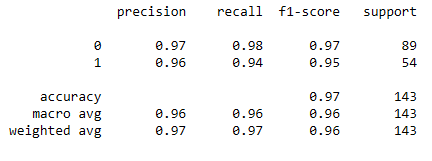 precision recall f1-score support
0 0.97 0.98 0.97 89
1 0.96 0.94 0.95 54
accuracy 0.97 143
macro avg 0.96 0.96 0.96 143
weighted avg 0.97 0.97 0.96 143